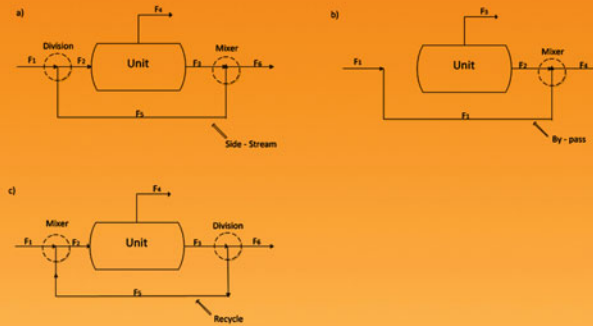 a)
F4
Division
F1
F2
Unit
F3
Mixer
F6
F5
Side - Stream
b)
F3
Mixer
F1
Unit
F2
F4
F1
By - pass
c)
F4
Mixer
Division
F1
F2
Unit
F3
F6
F5
Recycle